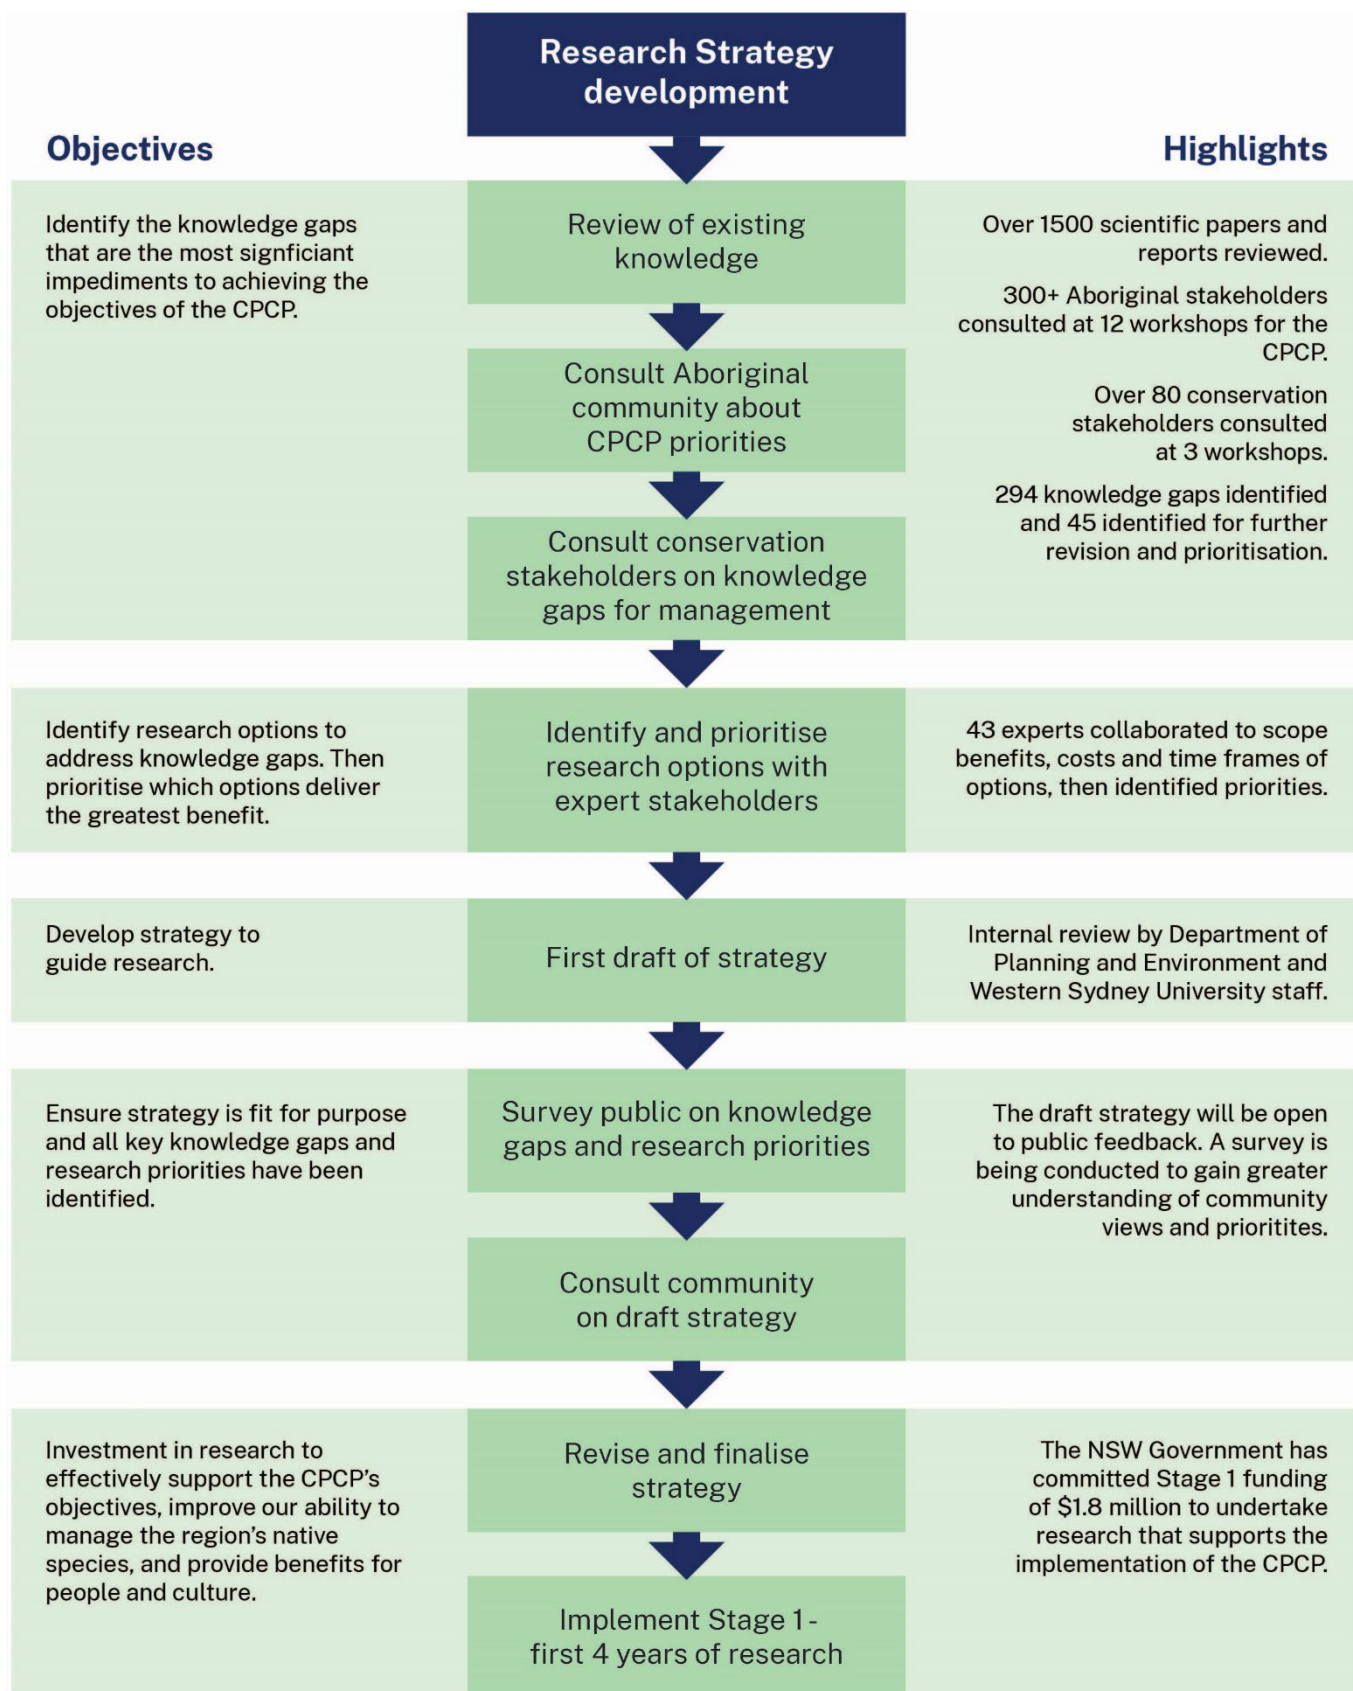 Research Strategy
development
Objectives
Highlights
Identify the knowledge gaps
that are the most signficiant
impediments to achieving the
objectives of the CPCP.
Review of existing
knowledge
Consult Aboriginal
community about
CPCP priorities
Consult conservation
stakeholders on knowledge
gaps for management
Over 1500 scientific papers and
reports reviewed.
300+ Aboriginal stakeholders
consulted at 12 workshops for the
CPCP.
Over 80 conservation
stakeholders consulted
at 3 workshops.
294 knowledge gaps identified
and 45 identified for further
revision and prioritisation.
Identify research options to
address knowledge gaps. Then
prioritise which options deliver
the greatest benefit.
Identify and prioritise
research options with
expert stakeholders
43 experts collaborated to scope
benefits, costs and time frames of
options, then identified priorities.
Develop strategy to
guide research.
First draft of strategy
Internal review by Department of
Planning and Environment and
Western Sydney University staff.
Ensure strategy is fit for purpose
and all key knowledge gaps and
research priorities have been
identified.
Survey public on knowledge
gaps and research priorities
Consult community
on draft strategy
The draft strategy will be open
to public feedback. A survey is
being conducted to gain greater
understanding of community
views and prioritites.
Investment in research to
effectively support the CPCP's
objectives, improve our ability to
manage the region's native
species, and provide benefits for
people and culture.
Revise and finalise
strategy
Implement Stage 1 -
first 4 years of research
The NSW Government has
committed Stage 1 funding
of $1.8 million to undertake
research that supports the
implementation of the CPCP.